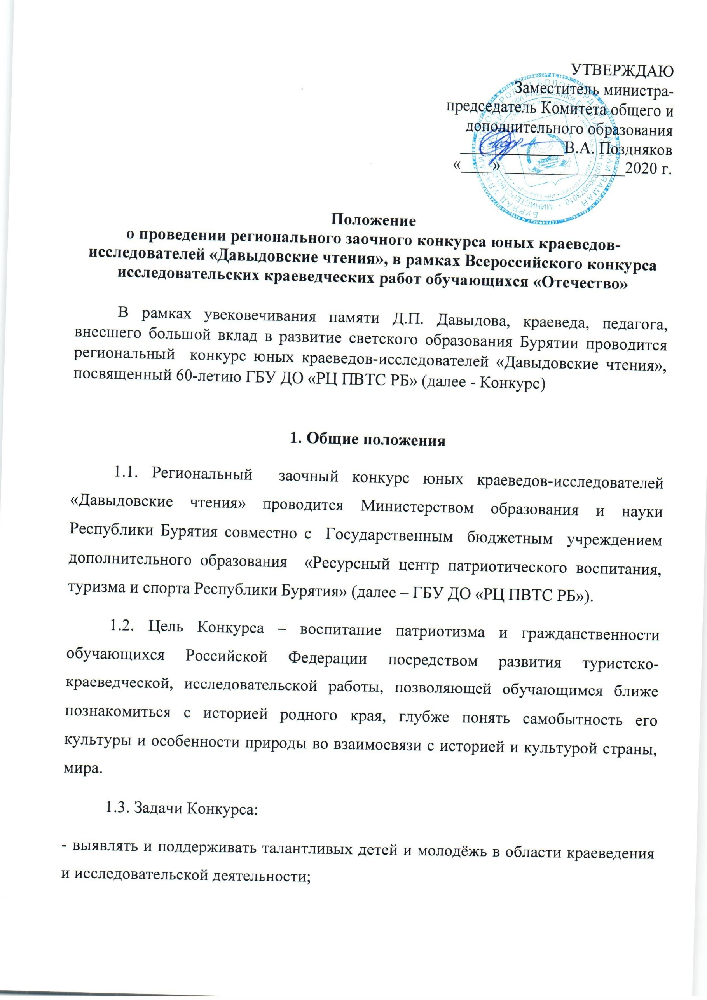 УТВЕРЖДАЮ
Заместитель министра-
председатель Комитета общего и
дополнительного образования
_____________В.А. Поздняков
«____» _______________2020 г.
Положение
о проведении регионального заочного конкурса юных краеведов-
исследователей «Давыдовские чтения», в рамках Всероссийского конкурса
исследовательских краеведческих работ обучающихся «Отечество»
В рамках увековечивания памяти Д.П. Давыдова, краеведа, педагога,
внесшего большой вклад в развитие светского образования Бурятии проводится
региональный конкурс юных краеведов-исследователей «Давыдовские чтения»,
посвященный 60-летию ГБУ ДО «РЦ ПВТС РБ» (далее - Конкурс)
1. Общие положения
1.1. Региональный заочный конкурс юных краеведов-исследователей
«Давыдовские чтения» проводится Министерством образования и науки
Республики Бурятия совместно с Государственным бюджетным учреждением
дополнительного образования «Ресурсный центр патриотического воспитания,
туризма и спорта Республики Бурятия» (далее – ГБУ ДО «РЦ ПВТС РБ»).
1.2. Цель Конкурса – воспитание патриотизма и гражданственности
обучающихся Российской Федерации посредством развития туристско-
краеведческой, исследовательской работы, позволяющей обучающимся ближе
познакомиться с историей родного края, глубже понять самобытность его
культуры и особенности природы во взаимосвязи с историей и культурой страны,
мира.
1.3. Задачи Конкурса:
- выявлять и поддерживать талантливых детей и молодёжь в области краеведения
и исследовательской деятельности;